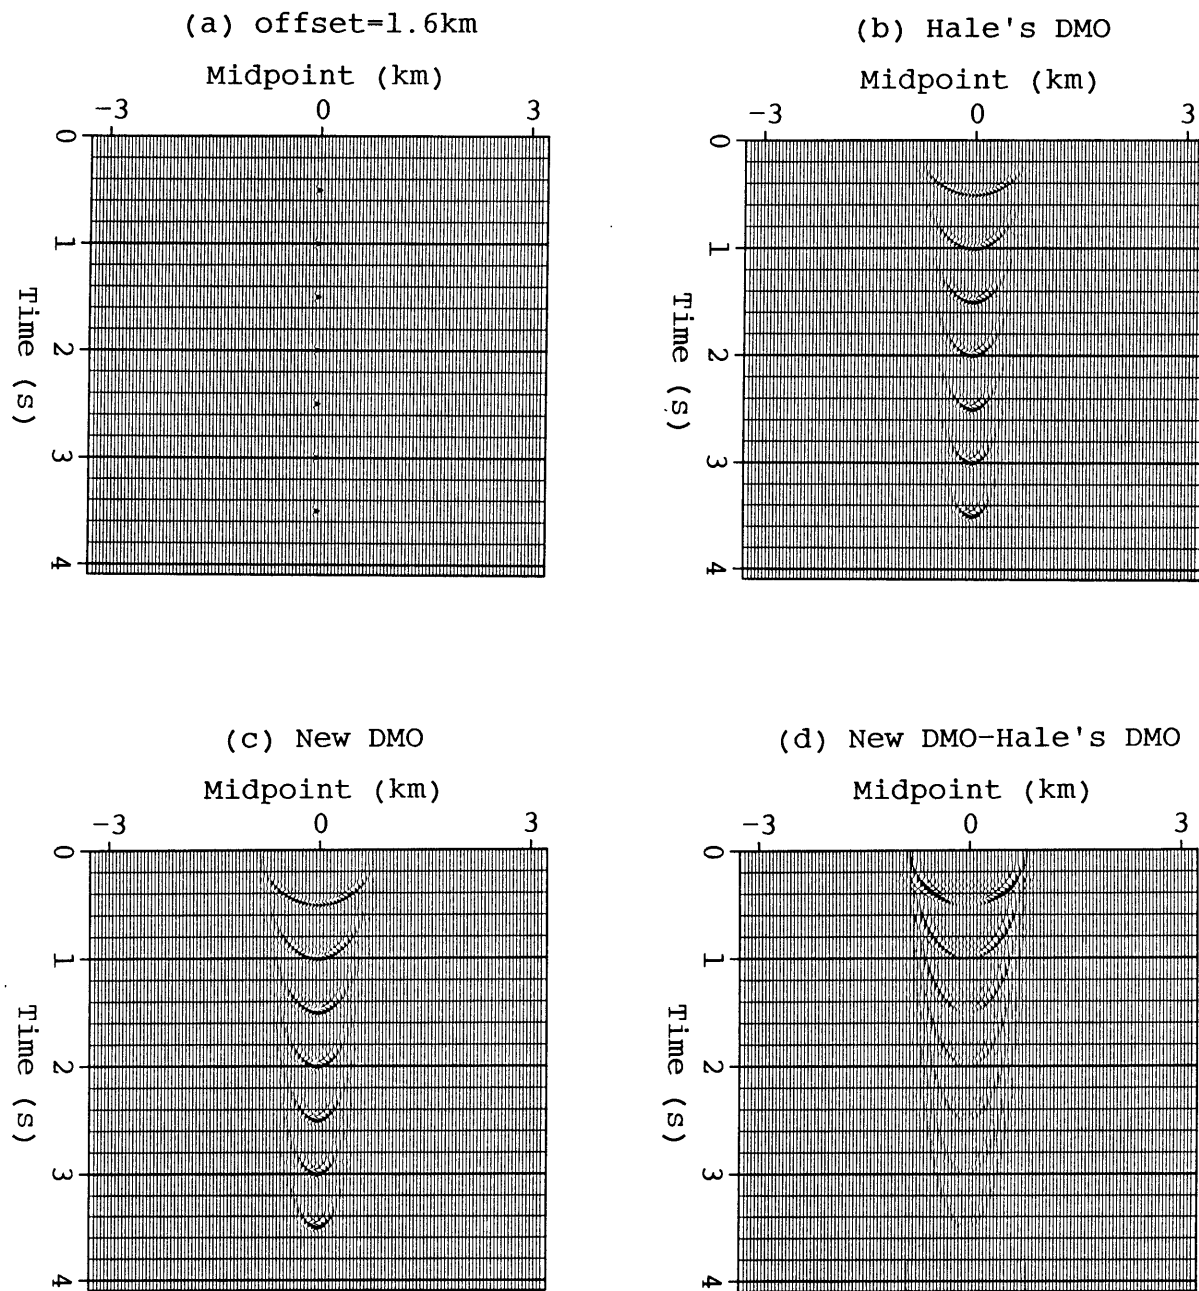 (a) offset=1.6km
Midpoint (km)
-3 0 3
0
1
2
3
4
Time (s)
(b) Hale's DMO
Midpoint (km)
-3 0 3
0
1
2
3
4
Time (s)
(c) New DMO
Midpoint (km)
-3 0 3
0
1
2
3
4
Time (s)
(d) New DMO-Hale's DMO
Midpoint (km)
-3 0 3
0
1
2
3
4
Time (s)